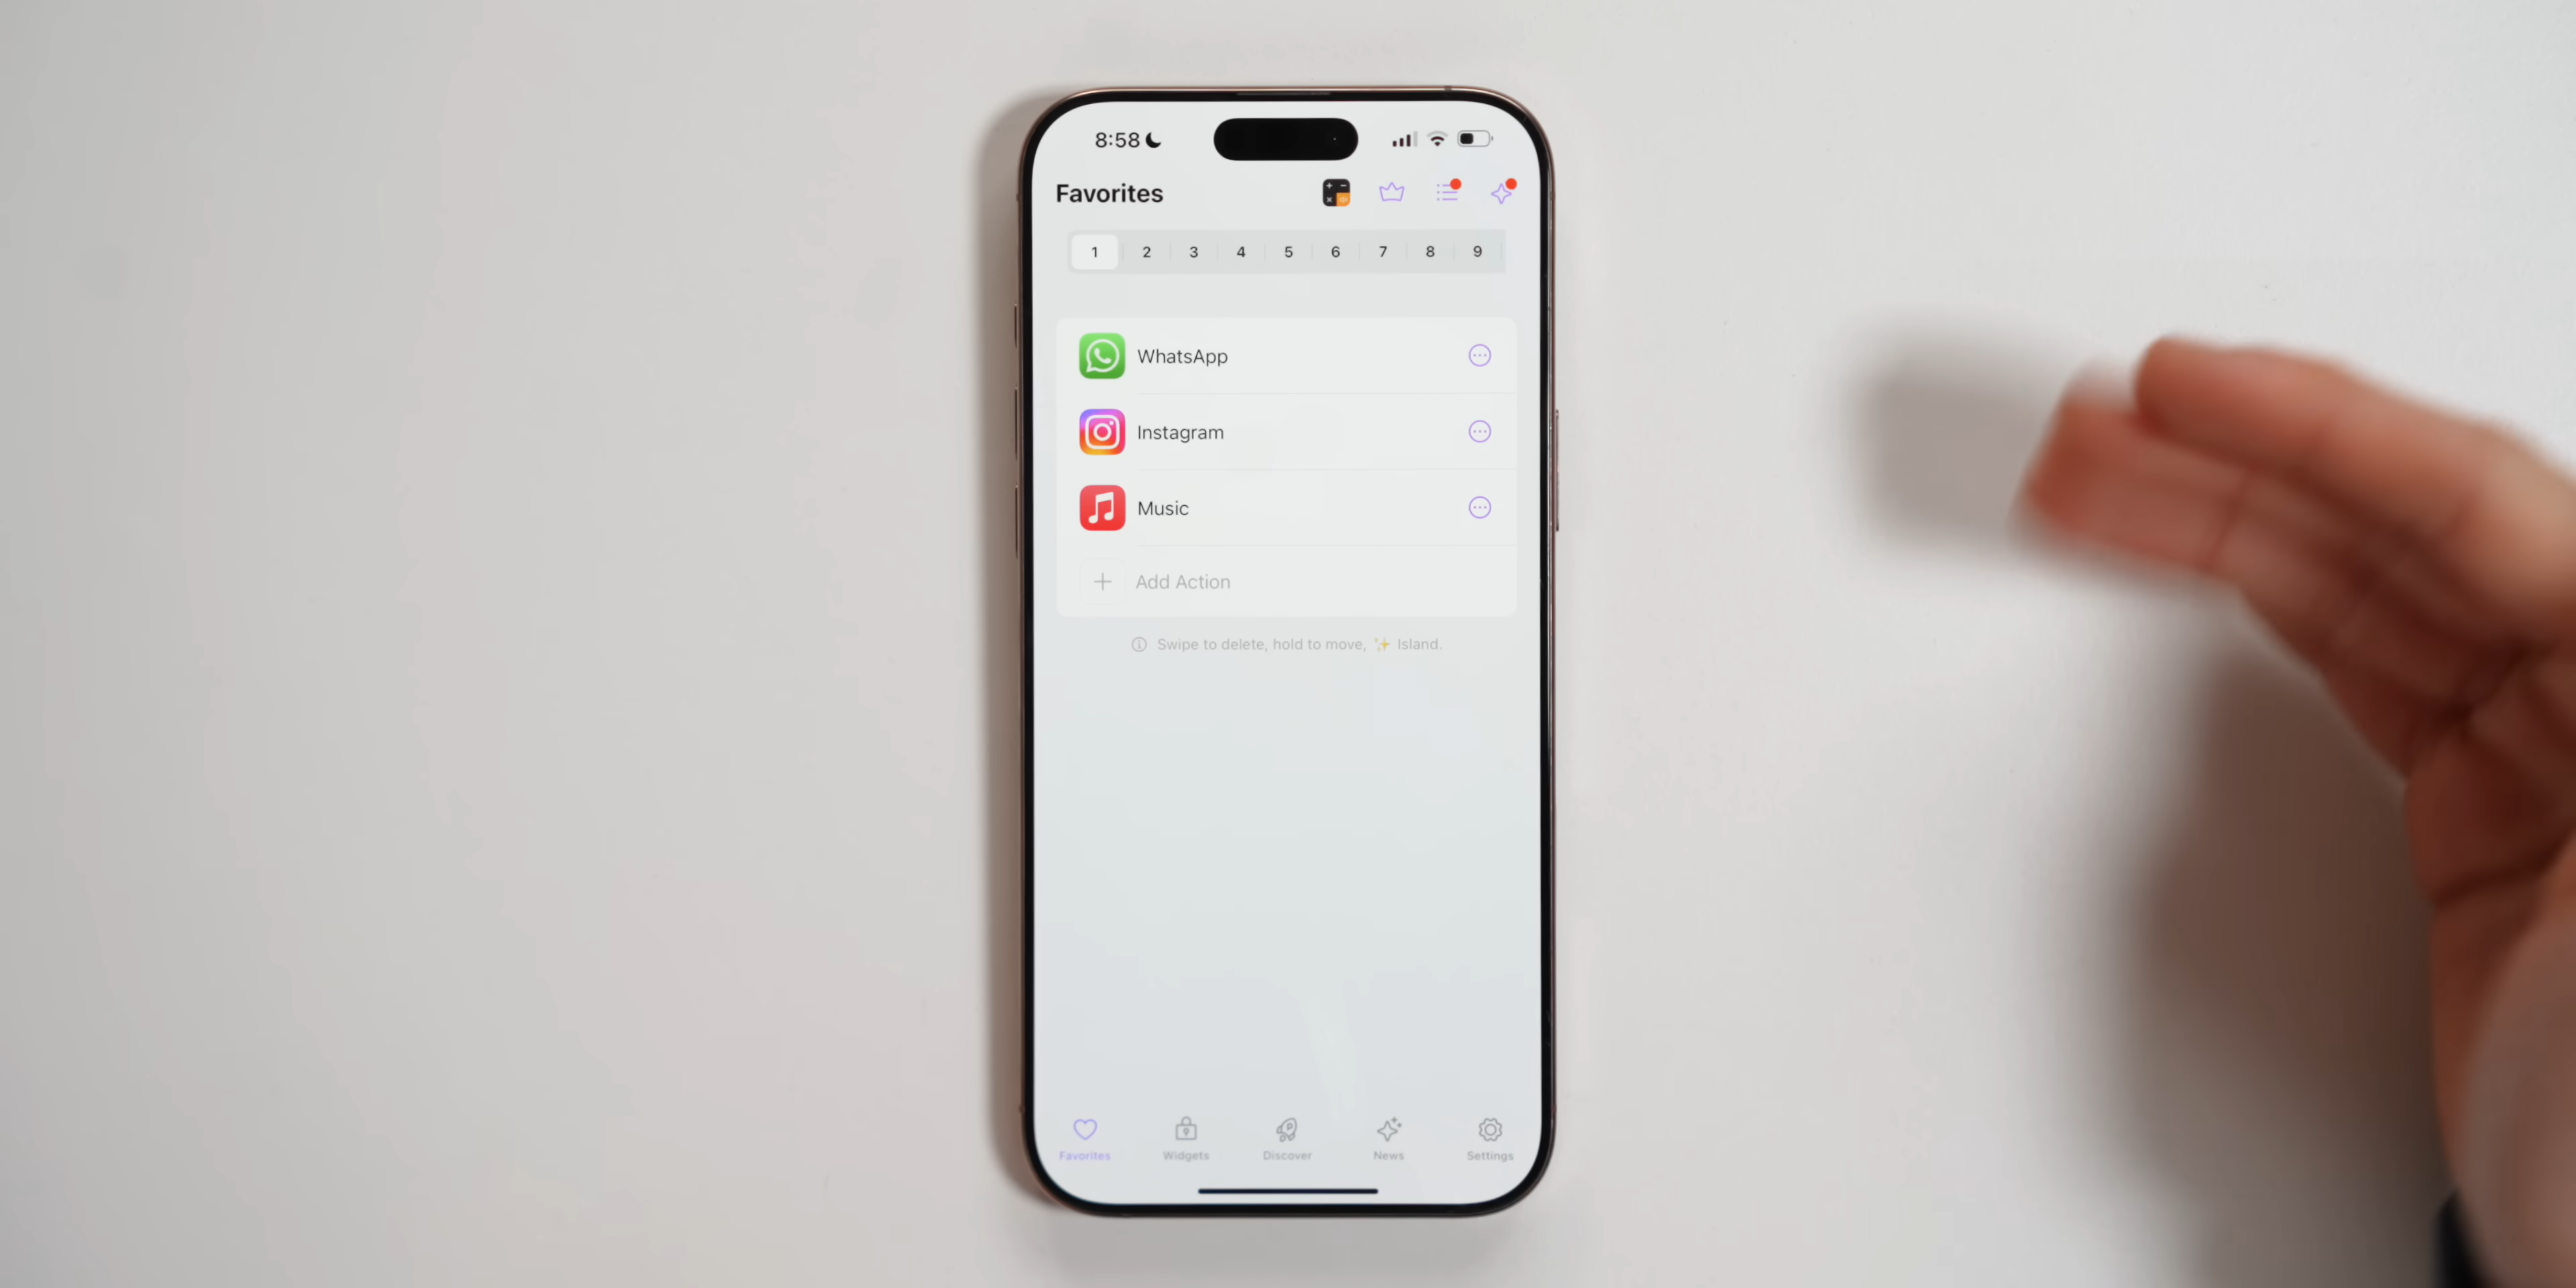 8:58
Favorites
1 2 3 4 5 6 7 8 9
WhatsApp
Instagram
Music
Add Action
Swipe to delete, hold to move, ✨ Island.
Favorites Widgets Discover News Settings